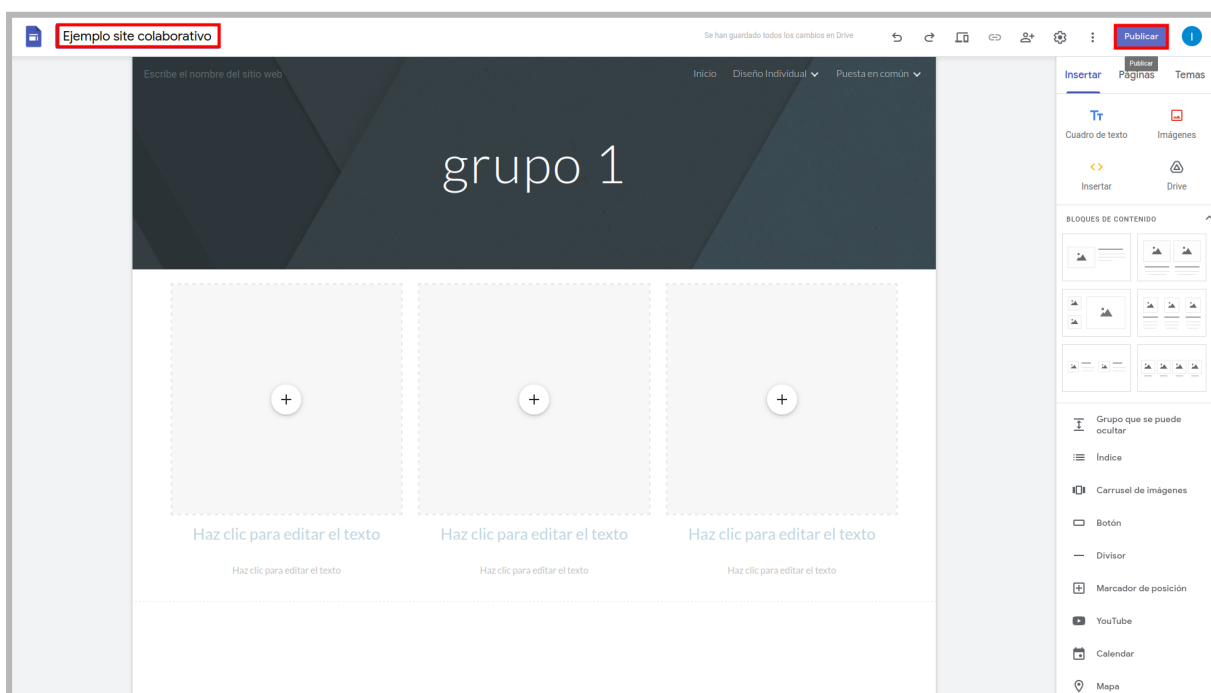 Ejemplo site colaborativo
Se han guardado todos los cambios en Drive
Publicar
I
Publicar
Escribe el nombre del sitio web
Inicio Diseño Individual Puesta en común
grupo 1
Haz clic para editar el texto
Haz clic para editar el texto
Haz clic para editar el texto
Haz clic para editar el texto
Haz clic para editar el texto
Haz clic para editar el texto
Insertar Páginas Temas
Cuadro de texto
Imágenes
Insertar
Drive
BLOQUES DE CONTENIDO
Grupo que se puede
ocultar
Índice
Carrusel de imágenes
Botón
Divisor
Marcador de posición
YouTube
Calendar
Mapa